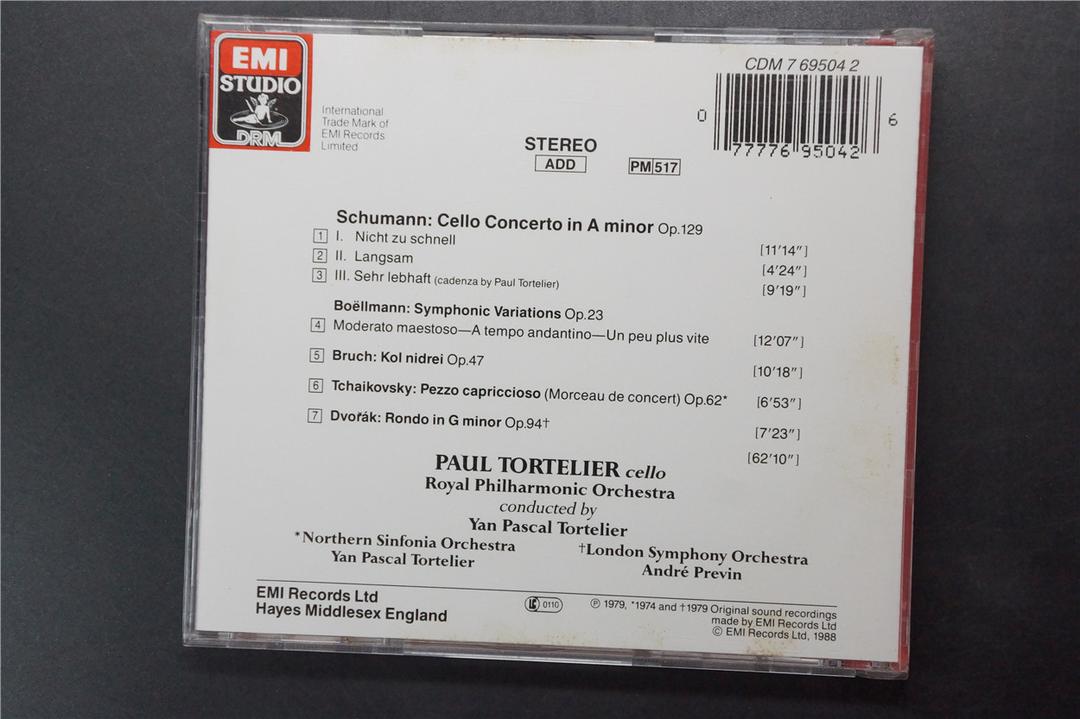 EMI
STUDIO
DRM
International
Trade Mark of
EMI Records
Limited
CDM 7 69504 2
0 77776 95042 6
STEREO
ADD
PM 517
Schumann: Cello Concerto in A minor Op.129
1 I. Nicht zu schnell [11′14″]
2 II. Langsam [4′24″]
3 III. Sehr lebhaft (cadenza by Paul Tortelier) [9′19″]
Boëllmann: Symphonic Variations Op.23
4 Moderato maestoso—A tempo andantino—Un peu plus vite [12′07″]
5 Bruch: Kol nidrei Op.47 [10′18″]
6 Tchaikovsky: Pezzo capriccioso (Morceau de concert) Op.62* [6′53″]
7 Dvořák: Rondo in G minor Op.94† [7′23″]
[62′10″]
PAUL TORTELIER cello
Royal Philharmonic Orchestra
conducted by
Yan Pascal Tortelier
*Northern Sinfonia Orchestra
Yan Pascal Tortelier
†London Symphony Orchestra
André Previn
EMI Records Ltd
Hayes Middlesex England
LC 0110
℗ 1979, *1974 and †1979 Original sound recordings
made by EMI Records Ltd
© EMI Records Ltd, 1988